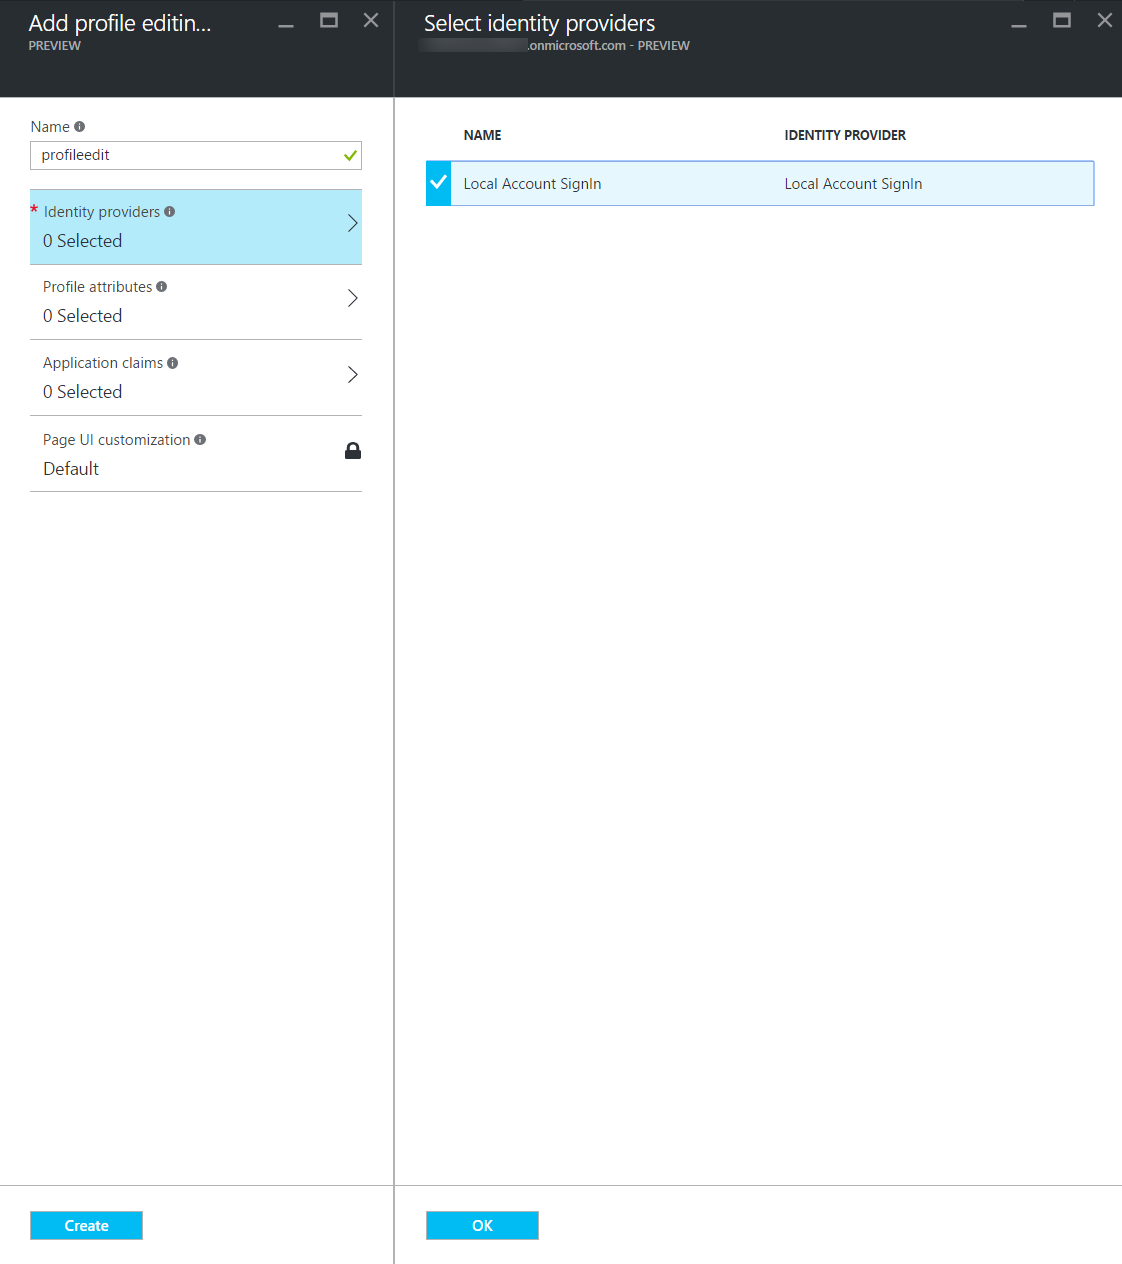 Add profile editin...
PREVIEW
Name
profileedit
* Identity providers
0 Selected
Profile attributes
0 Selected
Application claims
0 Selected
Page UI customization
Default
Create
Select identity providers
.onmicrosoft.com - PREVIEW
NAME IDENTITY PROVIDER
Local Account SignIn Local Account SignIn
OK